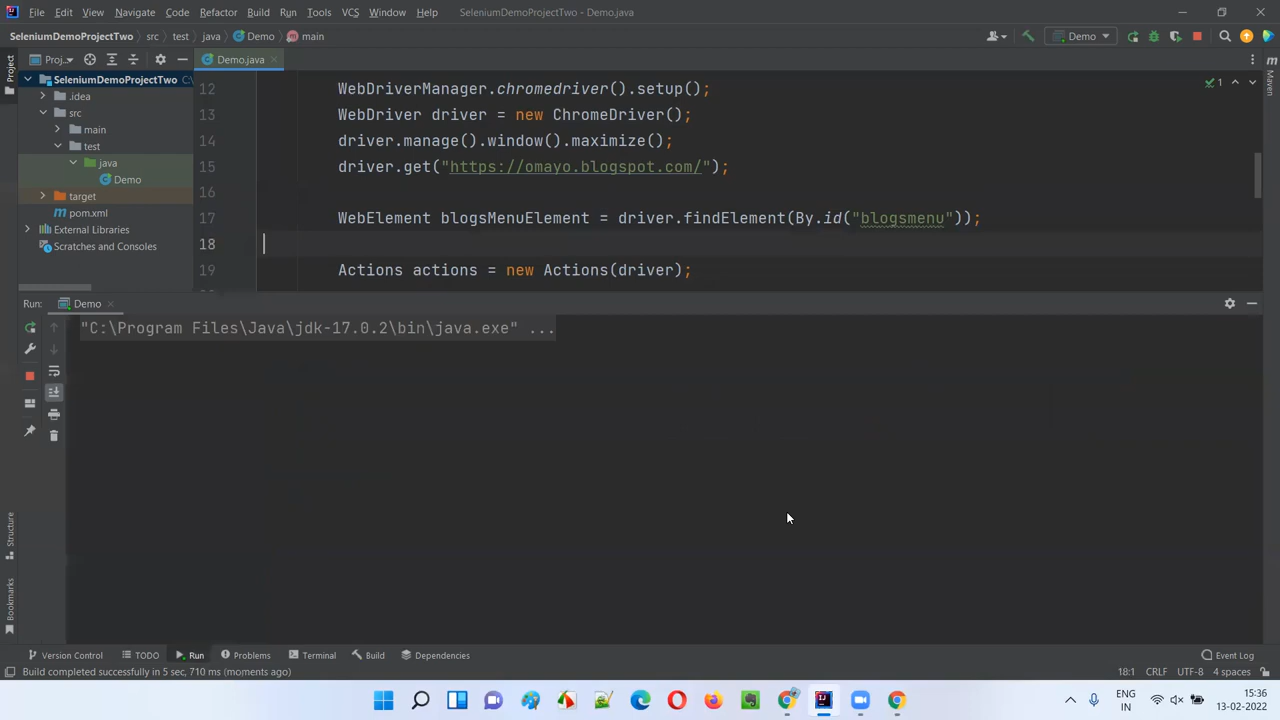 File Edit View Navigate Code Refactor Build Run Tools VCS Window Help SeleniumDemoProjectTwo - Demo.java
SeleniumDemoProjectTwo src test java Demo main Demo
Project Proj... Demo.java Maven
SeleniumDemoProjectTwo C:\
.idea
src
main
test
java
Demo
target
pom.xml
External Libraries
Scratches and Consoles
1
12 WebDriverManager.chromedriver().setup();
13 WebDriver driver = new ChromeDriver();
14 driver.manage().window().maximize();
15 driver.get("https://omayo.blogspot.com/");
16
17 WebElement blogsMenuElement = driver.findElement(By.id("blogsmenu"));
18
19 Actions actions = new Actions(driver);
Run: Demo
"C:\Program Files\Java\jdk-17.0.2\bin\java.exe" ...
Structure
Bookmarks
Version Control TODO Run Problems Terminal Build Dependencies Event Log
Build completed successfully in 5 sec, 710 ms (moments ago) 18:1 CRLF UTF-8 4 spaces
ENG
IN
15:36
13-02-2022